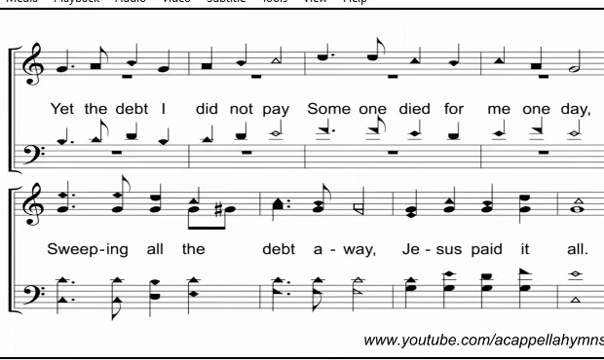 Media Playback Audio Video Subtitle Tools View Help
Yet the debt I did not pay Some one died for me one day,
Sweep-ing all the debt a - way, Je - sus paid it all.
www.youtube.com/acapellahymns